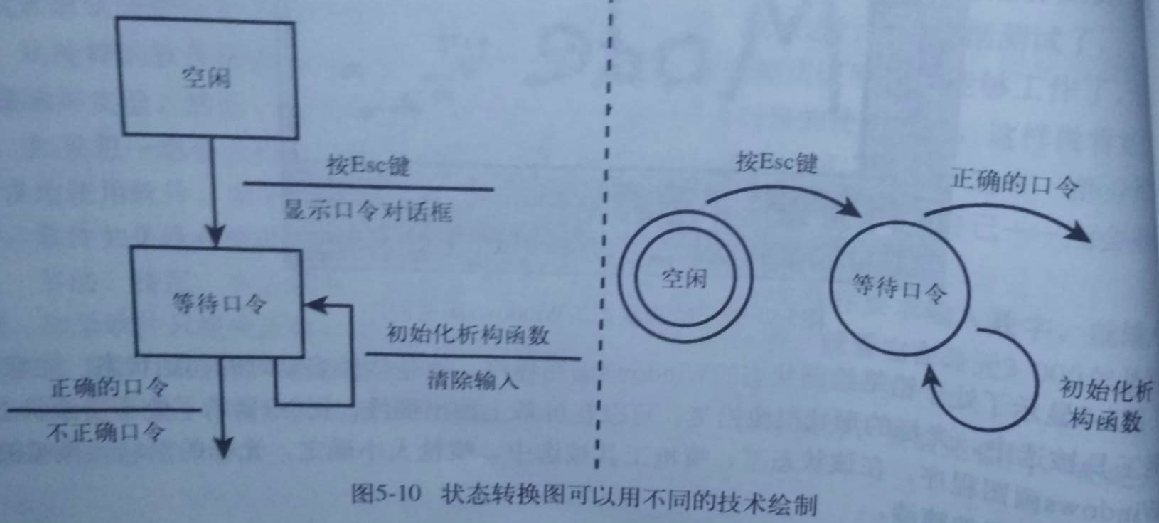 空闲
按Esc键
显示口令对话框
等待口令
初始化析构函数
清除输入
正确的口令
不正确口令
按Esc键
正确的口令
空闲
等待口令
初始化析
构函数
图5-10 状态转换图可以用不同的技术绘制